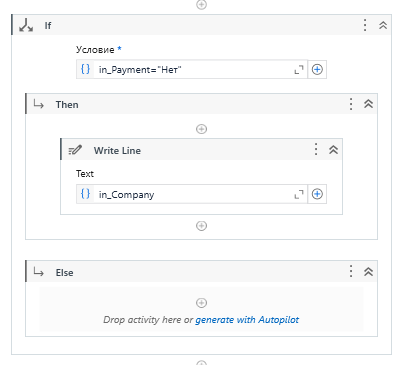 If
Условие *
in_Payment="Нет"
Then
Write Line
Text
in_Company
Else
Drop activity here or generate with Autopilot